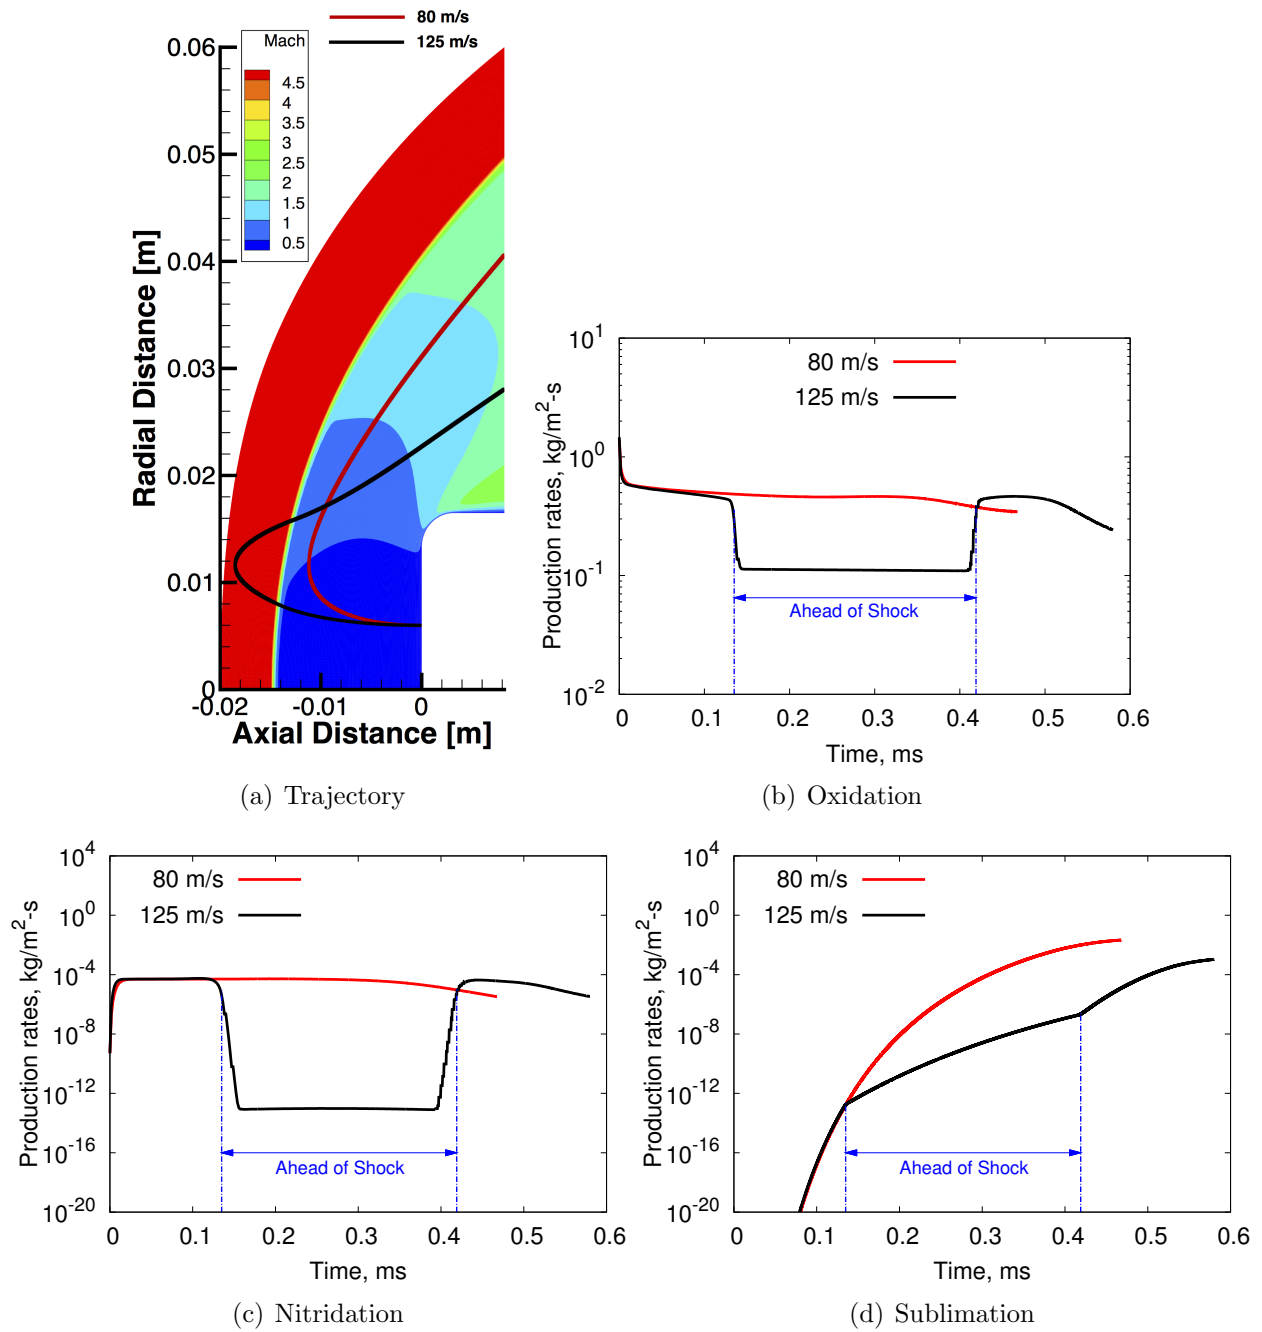 80 m/s
125 m/s
Mach
4.5
4
3.5
3
2.5
2
1.5
1
0.5
0.06
0.05
0.04
0.03
0.02
0.01
0
-0.02 -0.01 0
Radial Distance [m]
Axial Distance [m]
(a) Trajectory
80 m/s
125 m/s
10^1
10^0
10^-1
10^-2
Production rates, kg/m^2-s
Ahead of Shock
0 0.1 0.2 0.3 0.4 0.5 0.6
Time, ms
(b) Oxidation
80 m/s
125 m/s
10^4
10^0
10^-4
10^-8
10^-12
10^-16
10^-20
Production rates, kg/m^2-s
Ahead of Shock
0 0.1 0.2 0.3 0.4 0.5 0.6
Time, ms
(c) Nitridation
80 m/s
125 m/s
10^4
10^0
10^-4
10^-8
10^-12
10^-16
10^-20
Production rates, kg/m^2-s
Ahead of Shock
0 0.1 0.2 0.3 0.4 0.5 0.6
Time, ms
(d) Sublimation